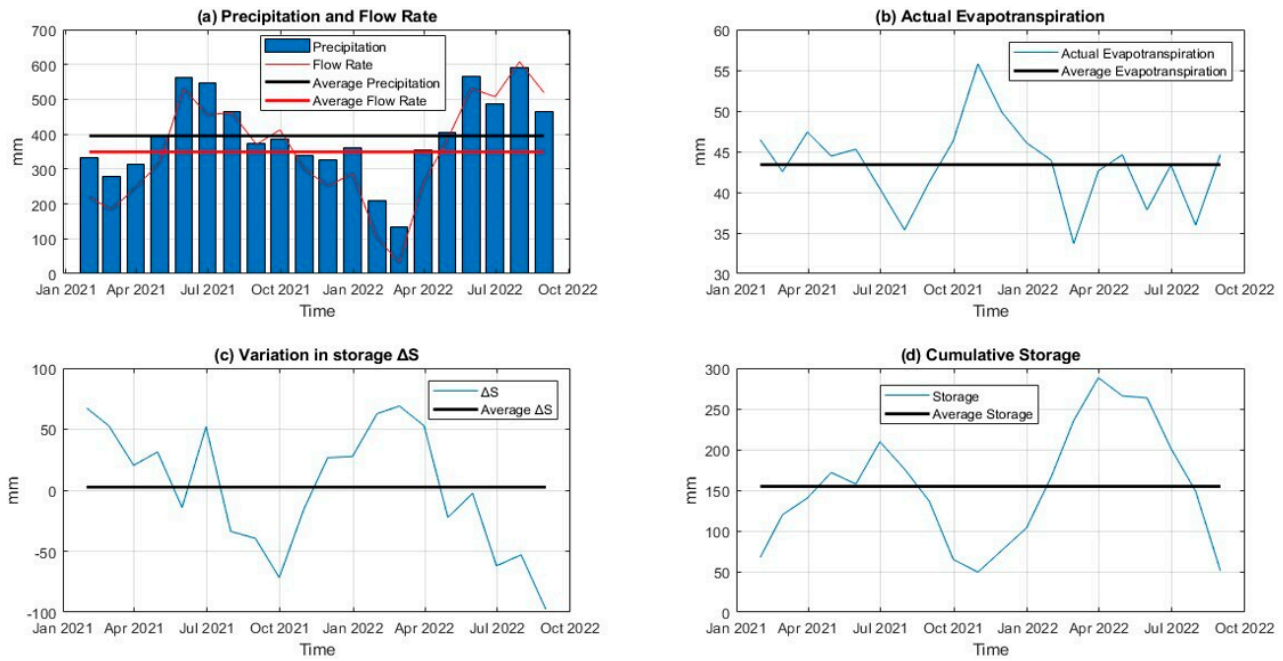 (a) Precipitation and Flow Rate
700
600
500
400
300
200
100
0
mm
Precipitation
Flow Rate
Average Precipitation
Average Flow Rate
Jan 2021 Apr 2021 Jul 2021 Oct 2021 Jan 2022 Apr 2022 Jul 2022 Oct 2022
Time
(b) Actual Evapotranspiration
60
55
50
45
40
35
30
mm
Actual Evapotranspiration
Average Evapotranspiration
Jan 2021 Apr 2021 Jul 2021 Oct 2021 Jan 2022 Apr 2022 Jul 2022 Oct 2022
Time
(c) Variation in storage ΔS
100
50
0
-50
-100
mm
ΔS
Average ΔS
Jan 2021 Apr 2021 Jul 2021 Oct 2021 Jan 2022 Apr 2022 Jul 2022 Oct 2022
Time
(d) Cumulative Storage
300
250
200
150
100
50
0
mm
Storage
Average Storage
Jan 2021 Apr 2021 Jul 2021 Oct 2021 Jan 2022 Apr 2022 Jul 2022 Oct 2022
Time